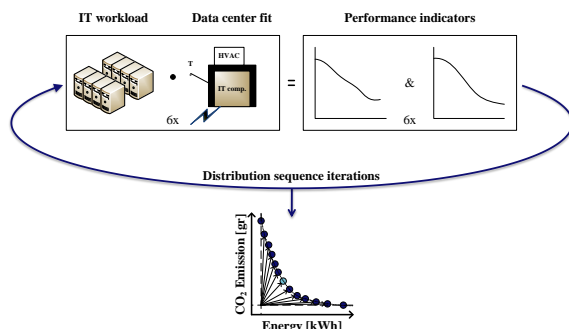 IT workload
Data center fit
Performance indicators
HVAC
T
IT comp.
6x
=
&
6x
Distribution sequence iterations
CO₂ Emission [gr]
Energy [kWh]